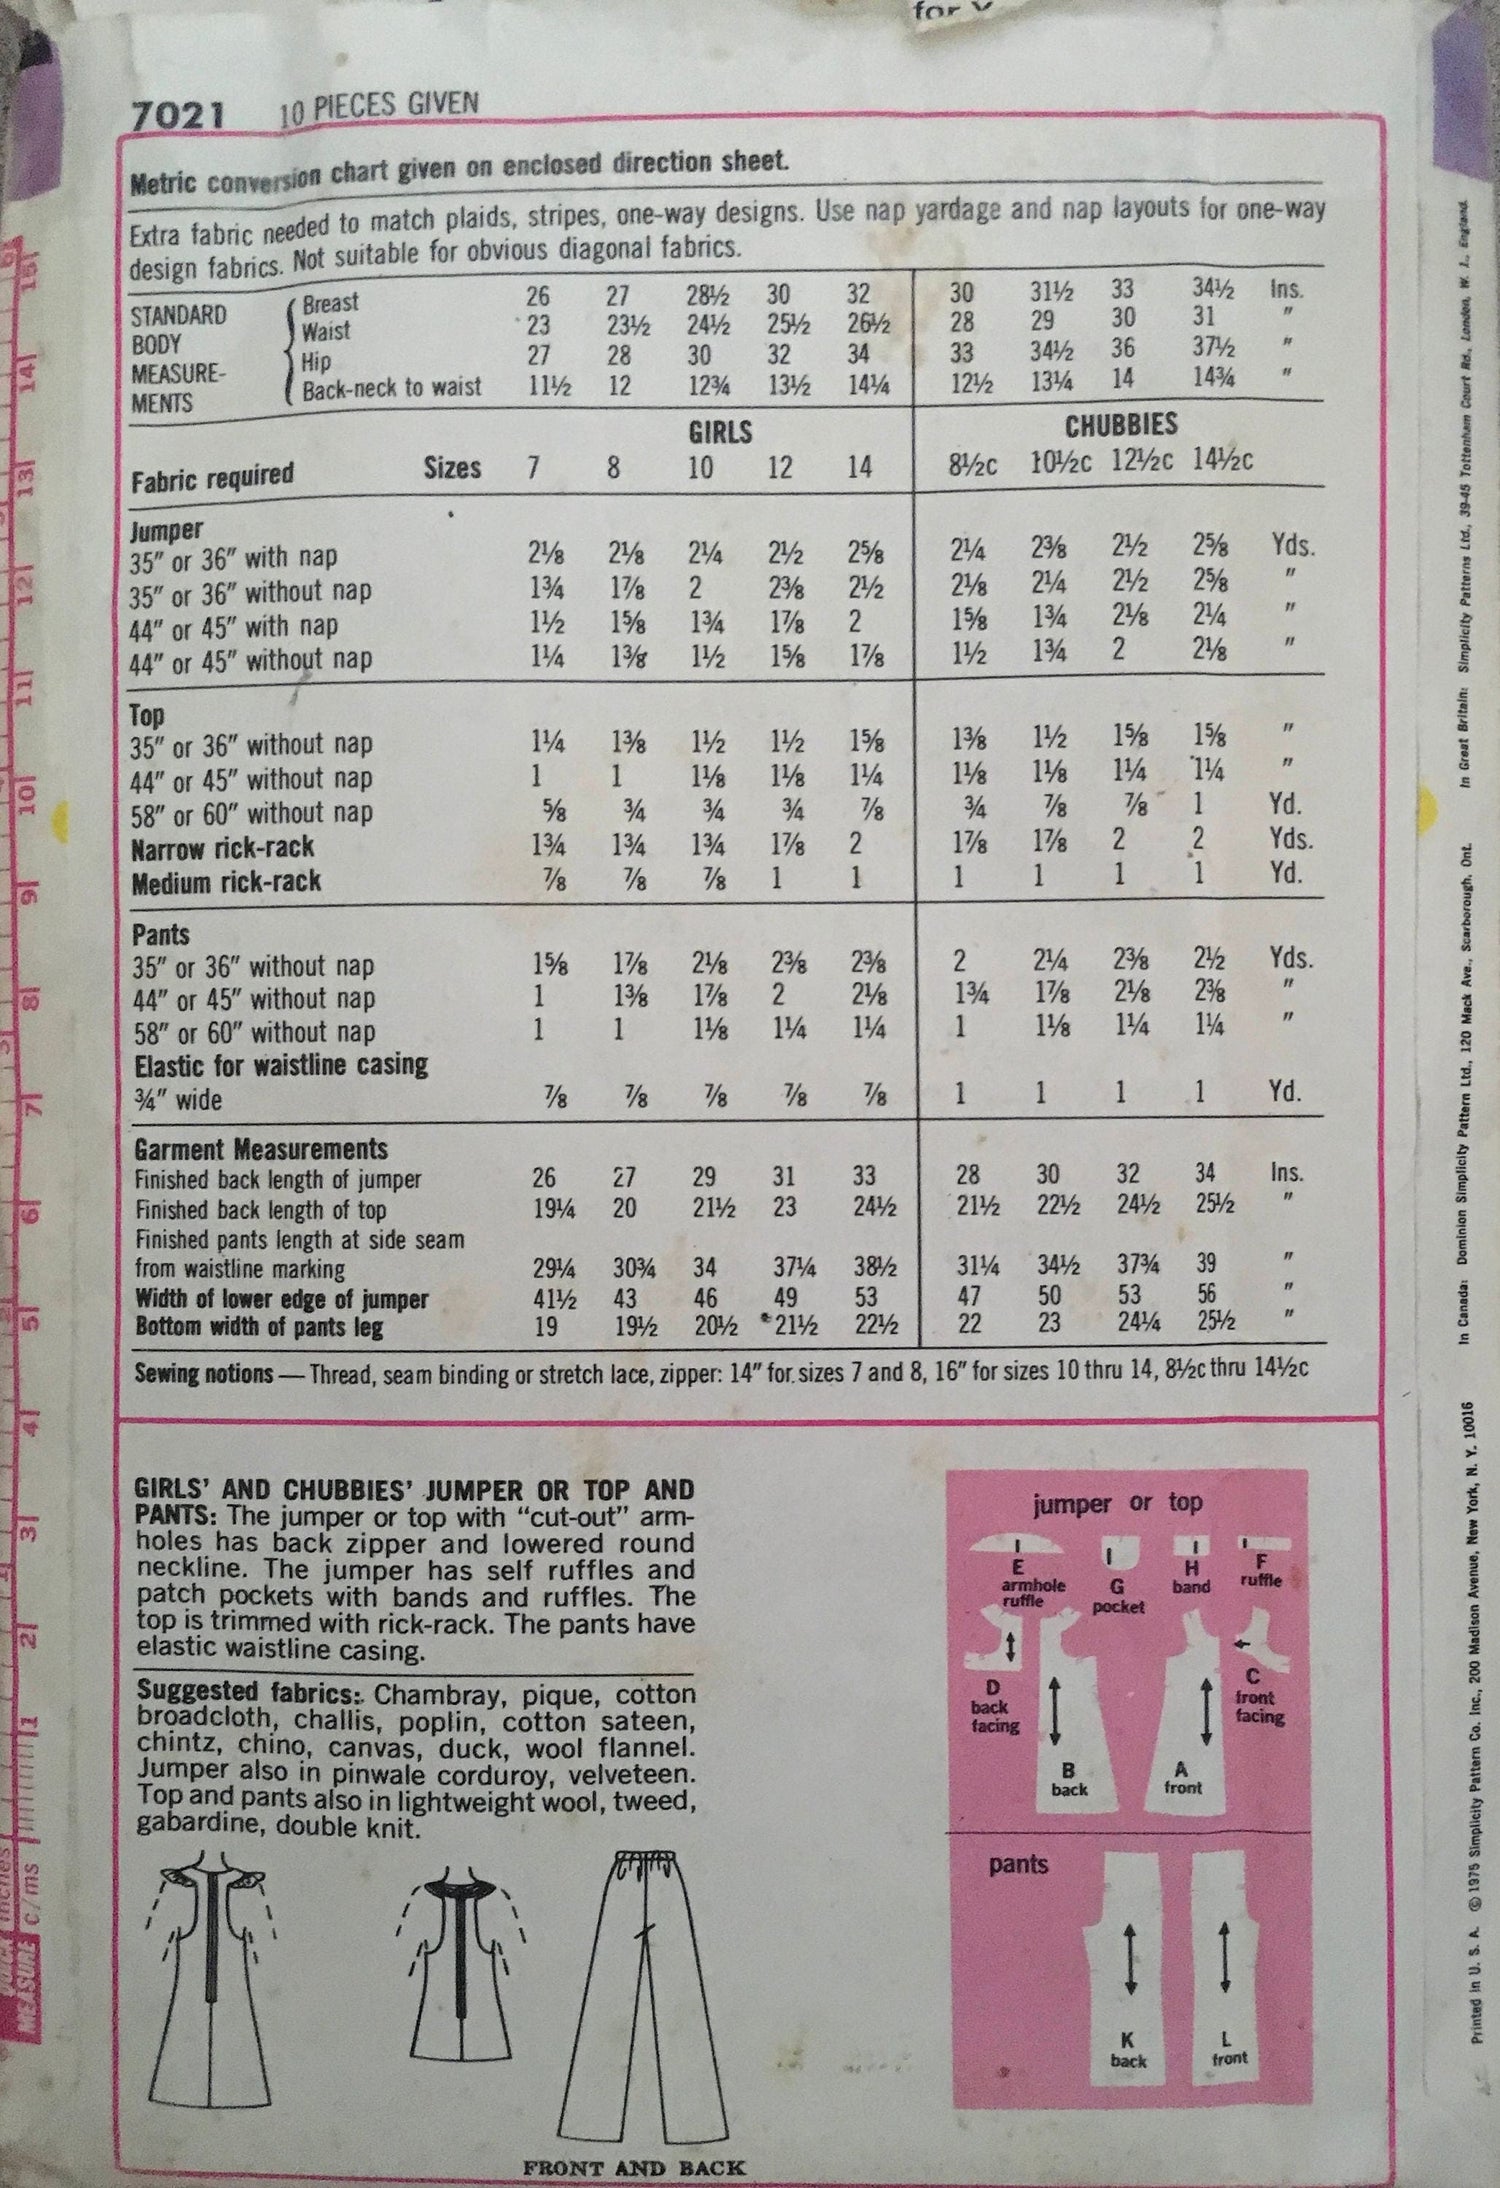 for
7021 10 PIECES GIVEN
Metric conversion chart given on enclosed direction sheet.
Extra fabric needed to match plaids, stripes, one-way designs. Use nap yardage and nap layouts for one-way
design fabrics. Not suitable for obvious diagonal fabrics.
STANDARD BODY MEASURE-MENTS
Breast 26 27 28½ 30 32 30 31½ 33 34½ Ins.
Waist 23 23½ 24½ 25½ 26½ 28 29 30 31 "
Hip 27 28 30 32 34 33 34½ 36 37½ "
Back-neck to waist 11½ 12 12¾ 13½ 14¼ 12½ 13¼ 14 14¾ "
GIRLS CHUBBIES
Fabric required Sizes 7 8 10 12 14 8½c 10½c 12½c 14½c
Jumper
35" or 36" with nap 2⅛ 2⅛ 2¼ 2½ 2⅝ 2¼ 2⅜ 2½ 2⅝ Yds.
35" or 36" without nap 1¾ 1⅞ 2 2⅜ 2½ 2⅛ 2¼ 2½ 2⅝ "
44" or 45" with nap 1½ 1⅝ 1¾ 1⅞ 2 1⅝ 1¾ 2⅛ 2¼ "
44" or 45" without nap 1¼ 1⅜ 1½ 1⅝ 1⅞ 1½ 1¾ 2 2⅛ "
Top
35" or 36" without nap 1¼ 1⅜ 1½ 1½ 1⅝ 1⅜ 1½ 1⅝ 1⅝ "
44" or 45" without nap 1 1 1⅛ 1⅛ 1¼ 1⅛ 1⅛ 1¼ 1¼ "
58" or 60" without nap ⅝ ¾ ¾ ¾ ⅞ ¾ ⅞ ⅞ 1 Yd.
Narrow rick-rack 1¾ 1¾ 1¾ 1⅞ 2 1⅞ 1⅞ 2 2 Yds.
Medium rick-rack ⅞ ⅞ ⅞ 1 1 1 1 1 1 Yd.
Pants
35" or 36" without nap 1⅝ 1⅞ 2⅛ 2⅜ 2⅜ 2 2¼ 2⅜ 2½ Yds.
44" or 45" without nap 1 1⅜ 1⅞ 2 2⅛ 1¾ 1⅞ 2⅛ 2⅜ "
58" or 60" without nap 1 1 1⅛ 1¼ 1¼ 1 1⅛ 1¼ 1¼ "
Elastic for waistline casing
¾" wide ⅞ ⅞ ⅞ ⅞ ⅞ 1 1 1 1 Yd.
Garment Measurements
Finished back length of jumper 26 27 29 31 33 28 30 32 34 Ins.
Finished back length of top 19¼ 20 21½ 23 24½ 21½ 22½ 24½ 25½ "
Finished pants length at side seam
from waistline marking 29¼ 30¾ 34 37¼ 38½ 31¼ 34½ 37¾ 39 "
Width of lower edge of jumper 41½ 43 46 49 53 47 50 53 56 "
Bottom width of pants leg 19 19½ 20½ 21½ 22½ 22 23 24¼ 25½ "
Sewing notions — Thread, seam binding or stretch lace, zipper: 14" for sizes 7 and 8, 16" for sizes 10 thru 14, 8½c thru 14½c
GIRLS' AND CHUBBIES' JUMPER OR TOP AND
PANTS: The jumper or top with "cut-out" arm-
holes has back zipper and lowered round
neckline. The jumper has self ruffles and
patch pockets with bands and ruffles. The
top is trimmed with rick-rack. The pants have
elastic waistline casing.
Suggested fabrics: Chambray, pique, cotton
broadcloth, challis, poplin, cotton sateen,
chintz, chino, canvas, duck, wool flannel.
Jumper also in pinwale corduroy, velveteen.
Top and pants also in lightweight wool, tweed,
gabardine, double knit.
FRONT AND BACK
jumper or top
E
armhole
ruffle
G
pocket
H
band
F
ruffle
D
back
facing
C
front
facing
B
back
A
front
pants
K
back
L
front
Printed in U. S. A. © 1975 Simplicity Pattern Co. Inc., 200 Madison Avenue, New York, N. Y. 10016
In Canada: Dominion Simplicity Pattern Ltd., 120 Mack Ave., Scarborough, Ont.
In Great Britain: Simplicity Patterns Ltd., 39-45 Tottenham Court Rd., London, W. 1., England.
15
14
13
12
11
10
9
8
7
6
5
4
3
2
1
c/ms
inches
MEASURE